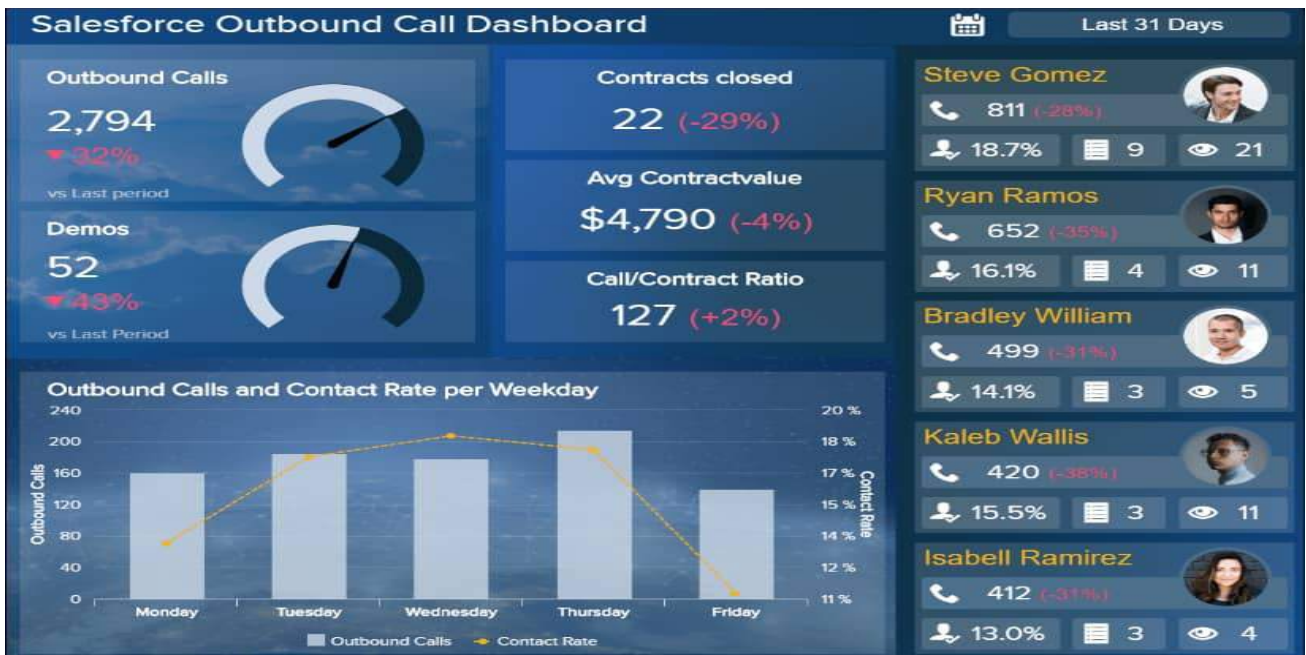 Salesforce Outbound Call Dashboard
Last 31 Days
Outbound Calls
2,794
▼32%
vs Last period
Demos
52
▼43%
vs Last Period
Contracts closed
22 (-29%)
Avg Contractvalue
$4,790 (-4%)
Call/Contract Ratio
127 (+2%)
Outbound Calls and Contact Rate per Weekday
Outbound Calls
240
200
160
120
80
40
0
20 %
18 %
17 %
15 %
14 %
12 %
11 %
Contact Rate
Monday Tuesday Wednesday Thursday Friday
Outbound Calls Contact Rate
Steve Gomez
811 (-28%)
18.7% 9 21
Ryan Ramos
652 (-35%)
16.1% 4 11
Bradley William
499 (-31%)
14.1% 3 5
Kaleb Wallis
420 (-38%)
15.5% 3 11
Isabell Ramirez
412 (-31%)
13.0% 3 4